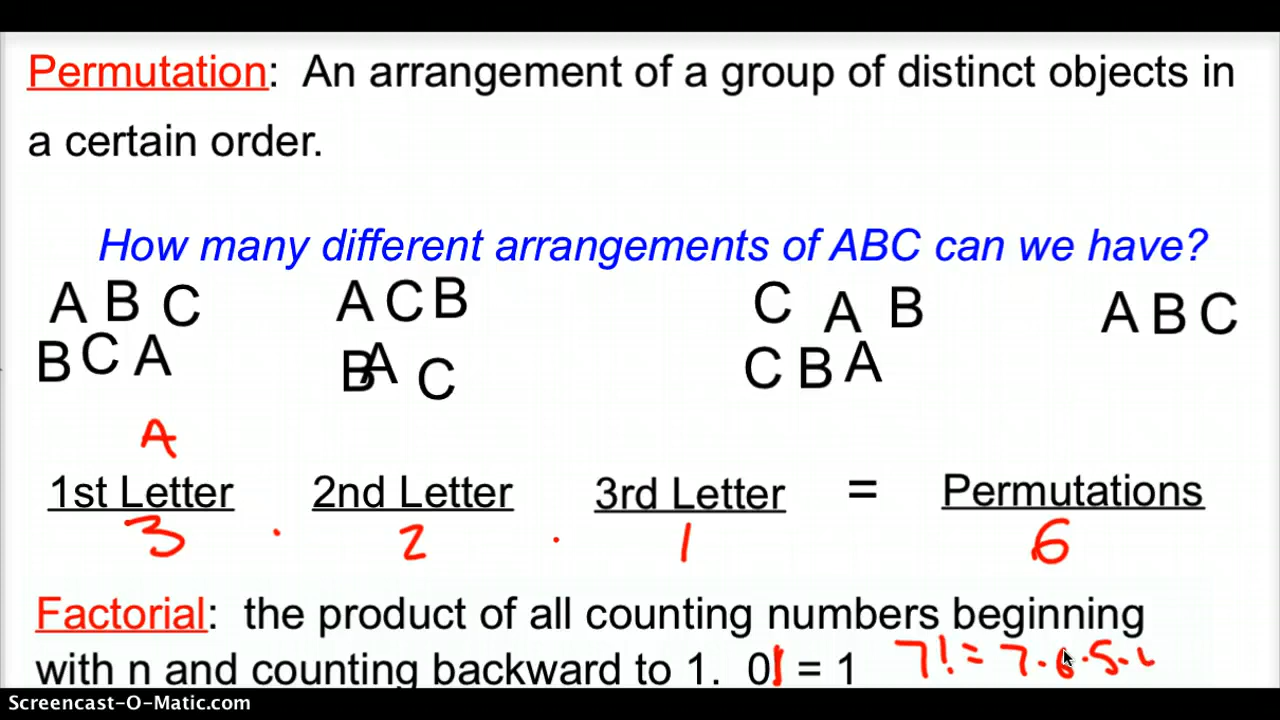 Permutation: An arrangement of a group of distinct objects in
a certain order.
How many different arrangements of ABC can we have?
A B C A C B C A B A B C
B C A B A C C B A
A
1st Letter 2nd Letter 3rd Letter = Permutations
3 · 2 · 1 6
Factorial: the product of all counting numbers beginning
with n and counting backward to 1. 0! = 1 7! = 7 · 6 · 5 ·
Screencast-O-Matic.com